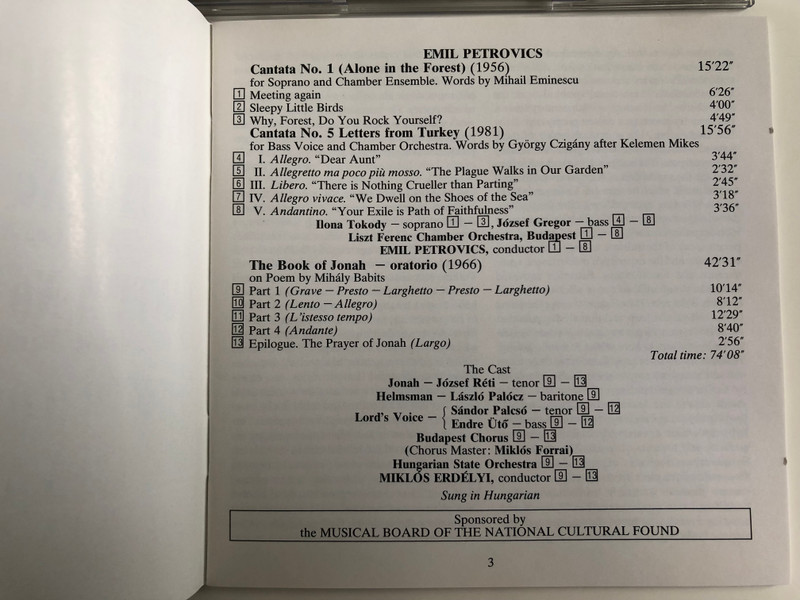 EMIL PETROVICS
Cantata No. 1 (Alone in the Forest) (1956) 15′22″
for Soprano and Chamber Ensemble. Words by Mihail Eminescu
1 Meeting again 6′26″
2 Sleepy Little Birds 4′00″
3 Why, Forest, Do You Rock Yourself? 4′49″
Cantata No. 5 Letters from Turkey (1981) 15′56″
for Bass Voice and Chamber Orchestra. Words by György Czigány after Kelemen Mikes
4 I. Allegro. “Dear Aunt” 3′44″
5 II. Allegretto ma poco più mosso. “The Plague Walks in Our Garden” 2′32″
6 III. Libero. “There is Nothing Crueller than Parting” 2′45″
7 IV. Allegro vivace. “We Dwell on the Shoes of the Sea” 3′18″
8 V. Andantino. “Your Exile is Path of Faithfulness” 3′36″
Ilona Tokody – soprano 1 – 3, József Gregor – bass 4 – 8
Liszt Ferenc Chamber Orchestra, Budapest 1 – 8
EMIL PETROVICS, conductor 1 – 8
The Book of Jonah – oratorio (1966) 42′31″
on Poem by Mihály Babits
9 Part 1 (Grave – Presto – Larghetto – Presto – Larghetto) 10′14″
10 Part 2 (Lento – Allegro) 8′12″
11 Part 3 (L'istesso tempo) 12′29″
12 Part 4 (Andante) 8′40″
13 Epilogue. The Prayer of Jonah (Largo) 2′56″
Total time: 74′08″
The Cast
Jonah – József Réti – tenor 9 – 13
Helmsman – László Palócz – baritone 9
Lord's Voice – { Sándor Palcsó – tenor 9 – 12
Endre Ütő – bass 9 – 12
Budapest Chorus 9 – 13
(Chorus Master: Miklós Forrai)
Hungarian State Orchestra 9 – 13
MIKLÓS ERDÉLYI, conductor 9 – 13
Sung in Hungarian
Sponsored by
the MUSICAL BOARD OF THE NATIONAL CULTURAL FOUND
3